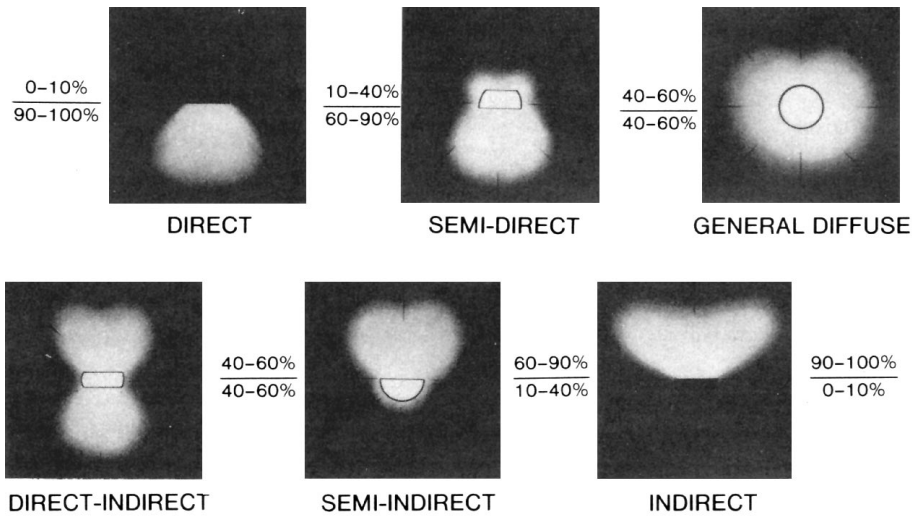 0–10%
90–100%
10–40%
60–90%
40–60%
40–60%
DIRECT
SEMI-DIRECT
GENERAL DIFFUSE
40–60%
40–60%
60–90%
10–40%
90–100%
0–10%
DIRECT-INDIRECT
SEMI-INDIRECT
INDIRECT